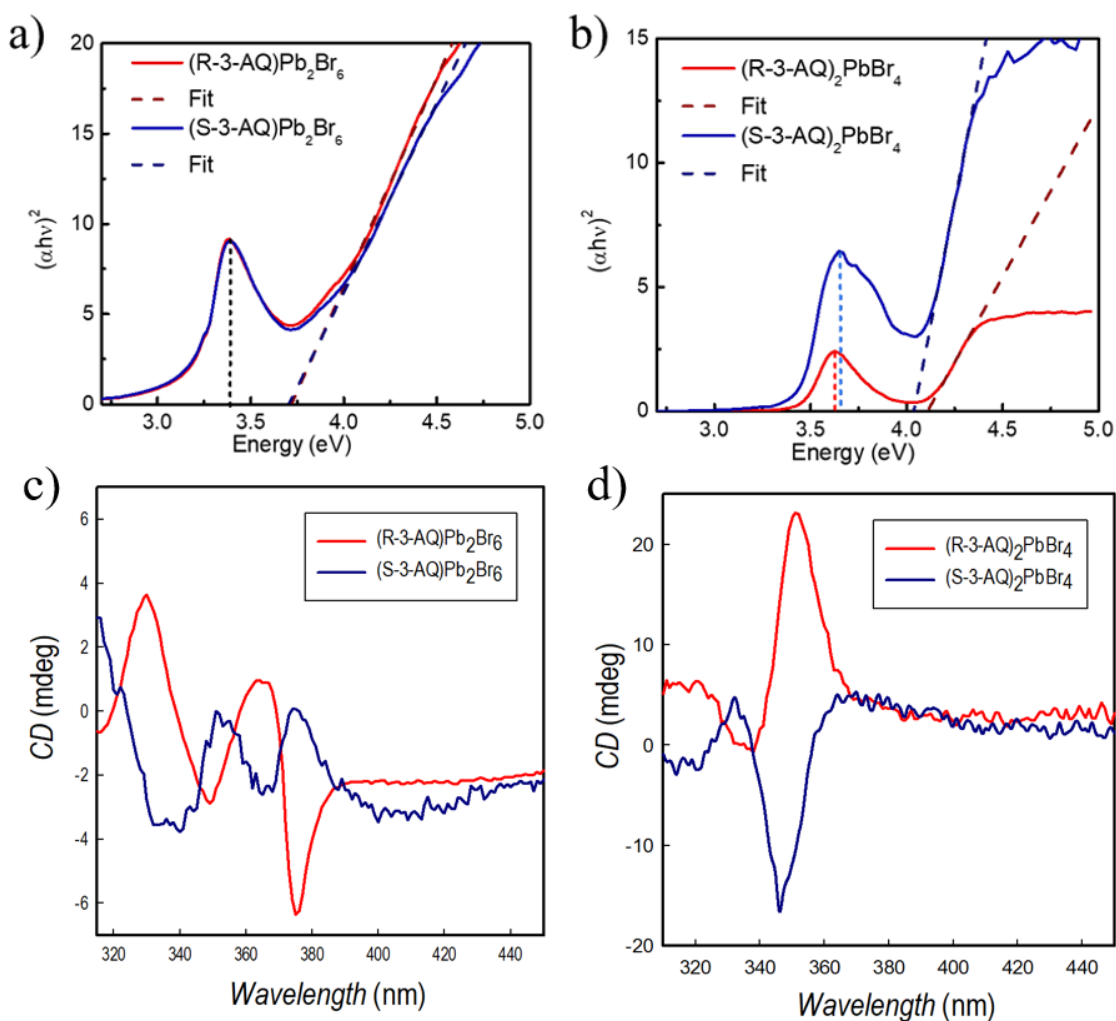 a)
20
15
10
5
0
(αhν)²
(R-3-AQ)Pb₂Br₆
Fit
(S-3-AQ)Pb₂Br₆
Fit
3.0 3.5 4.0 4.5 5.0
Energy (eV)
b)
15
10
5
0
(αhν)²
(R-3-AQ)₂PbBr₄
Fit
(S-3-AQ)₂PbBr₄
Fit
3.0 3.5 4.0 4.5 5.0
Energy (eV)
c)
6
4
2
0
-2
-4
-6
CD (mdeg)
(R-3-AQ)Pb₂Br₆
(S-3-AQ)Pb₂Br₆
320 340 360 380 400 420 440
Wavelength (nm)
d)
20
10
0
-10
-20
CD (mdeg)
(R-3-AQ)₂PbBr₄
(S-3-AQ)₂PbBr₄
320 340 360 380 400 420 440
Wavelength (nm)